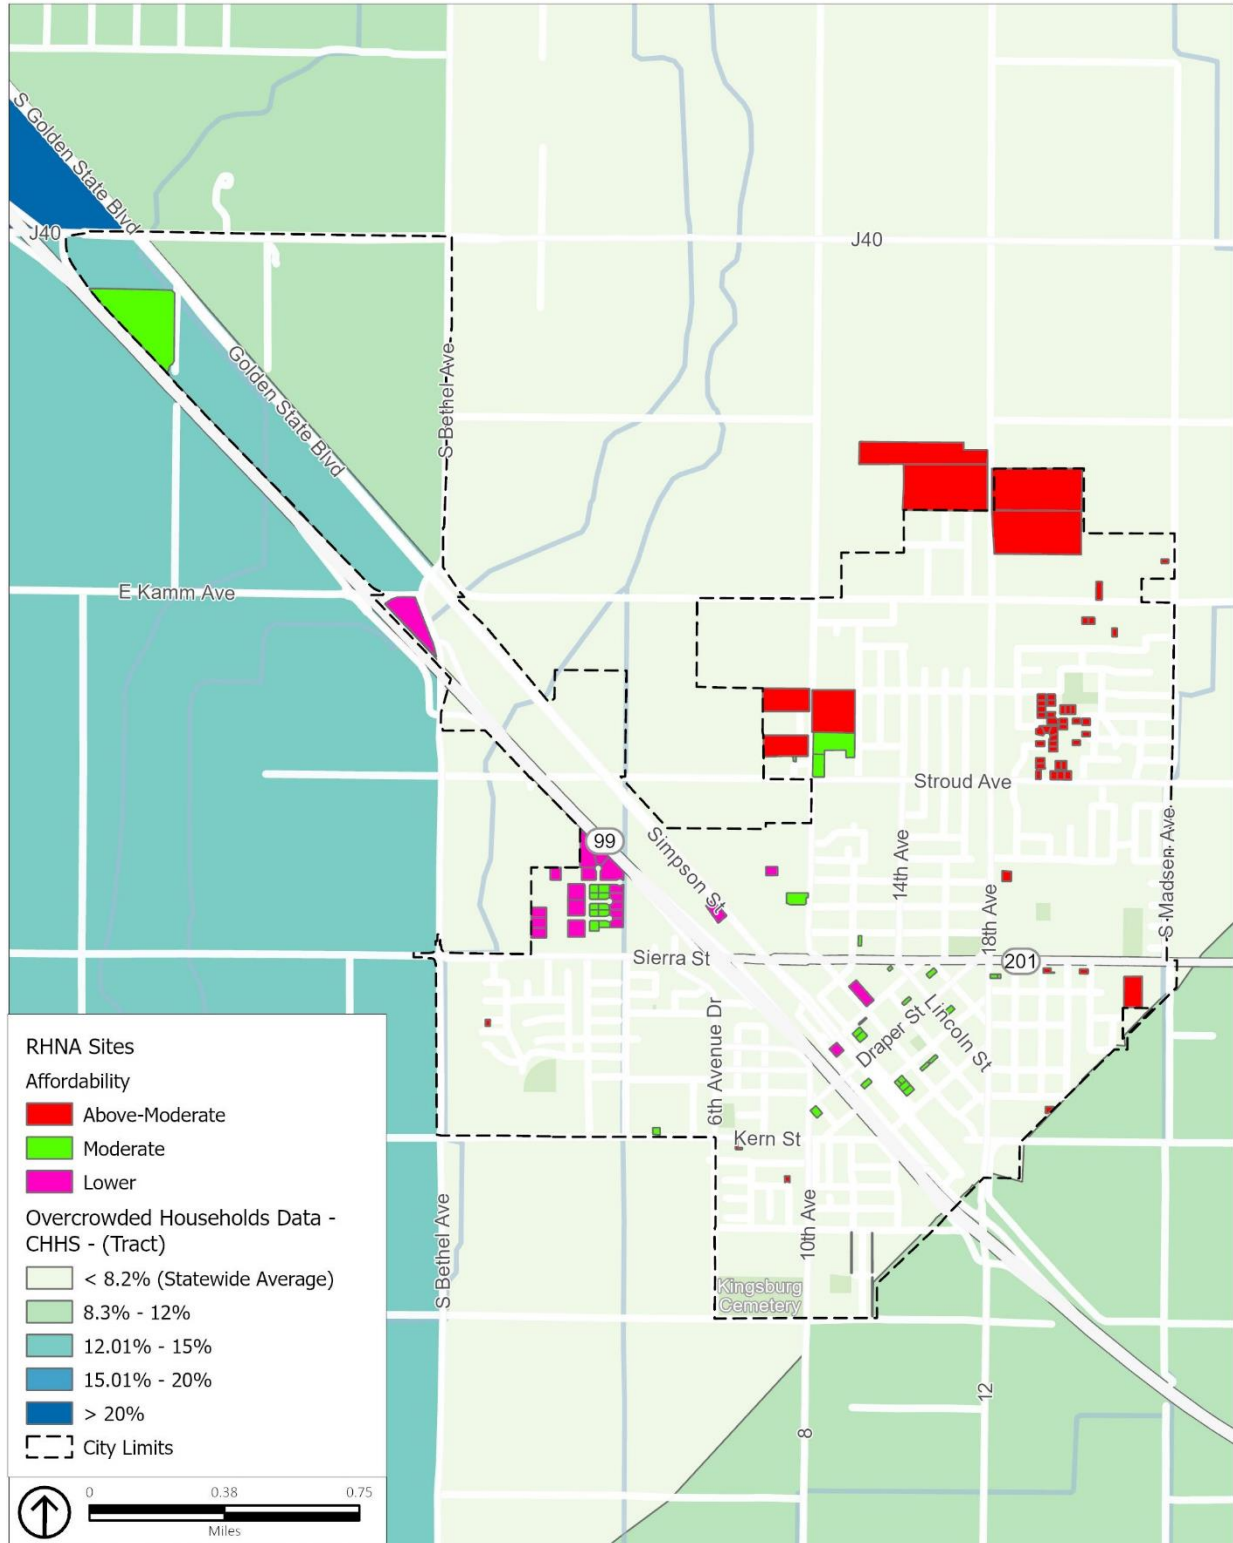 S Golden State Blvd
J40
J40
Golden State Blvd
S Bethel Ave
E Kamm Ave
Stroud Ave
99
Simpson St
14th Ave
18th Ave
S Madsen Ave
Sierra St
201
6th Avenue Dr
Draper St
Lincoln St
Kern St
10th Ave
S Bethel Ave
Kingsburg
Cemetery
12
8
RHNA Sites
Affordability
Above-Moderate
Moderate
Lower
Overcrowded Households Data -
CHHS - (Tract)
< 8.2% (Statewide Average)
8.3% - 12%
12.01% - 15%
15.01% - 20%
> 20%
City Limits
0 0.38 0.75
Miles